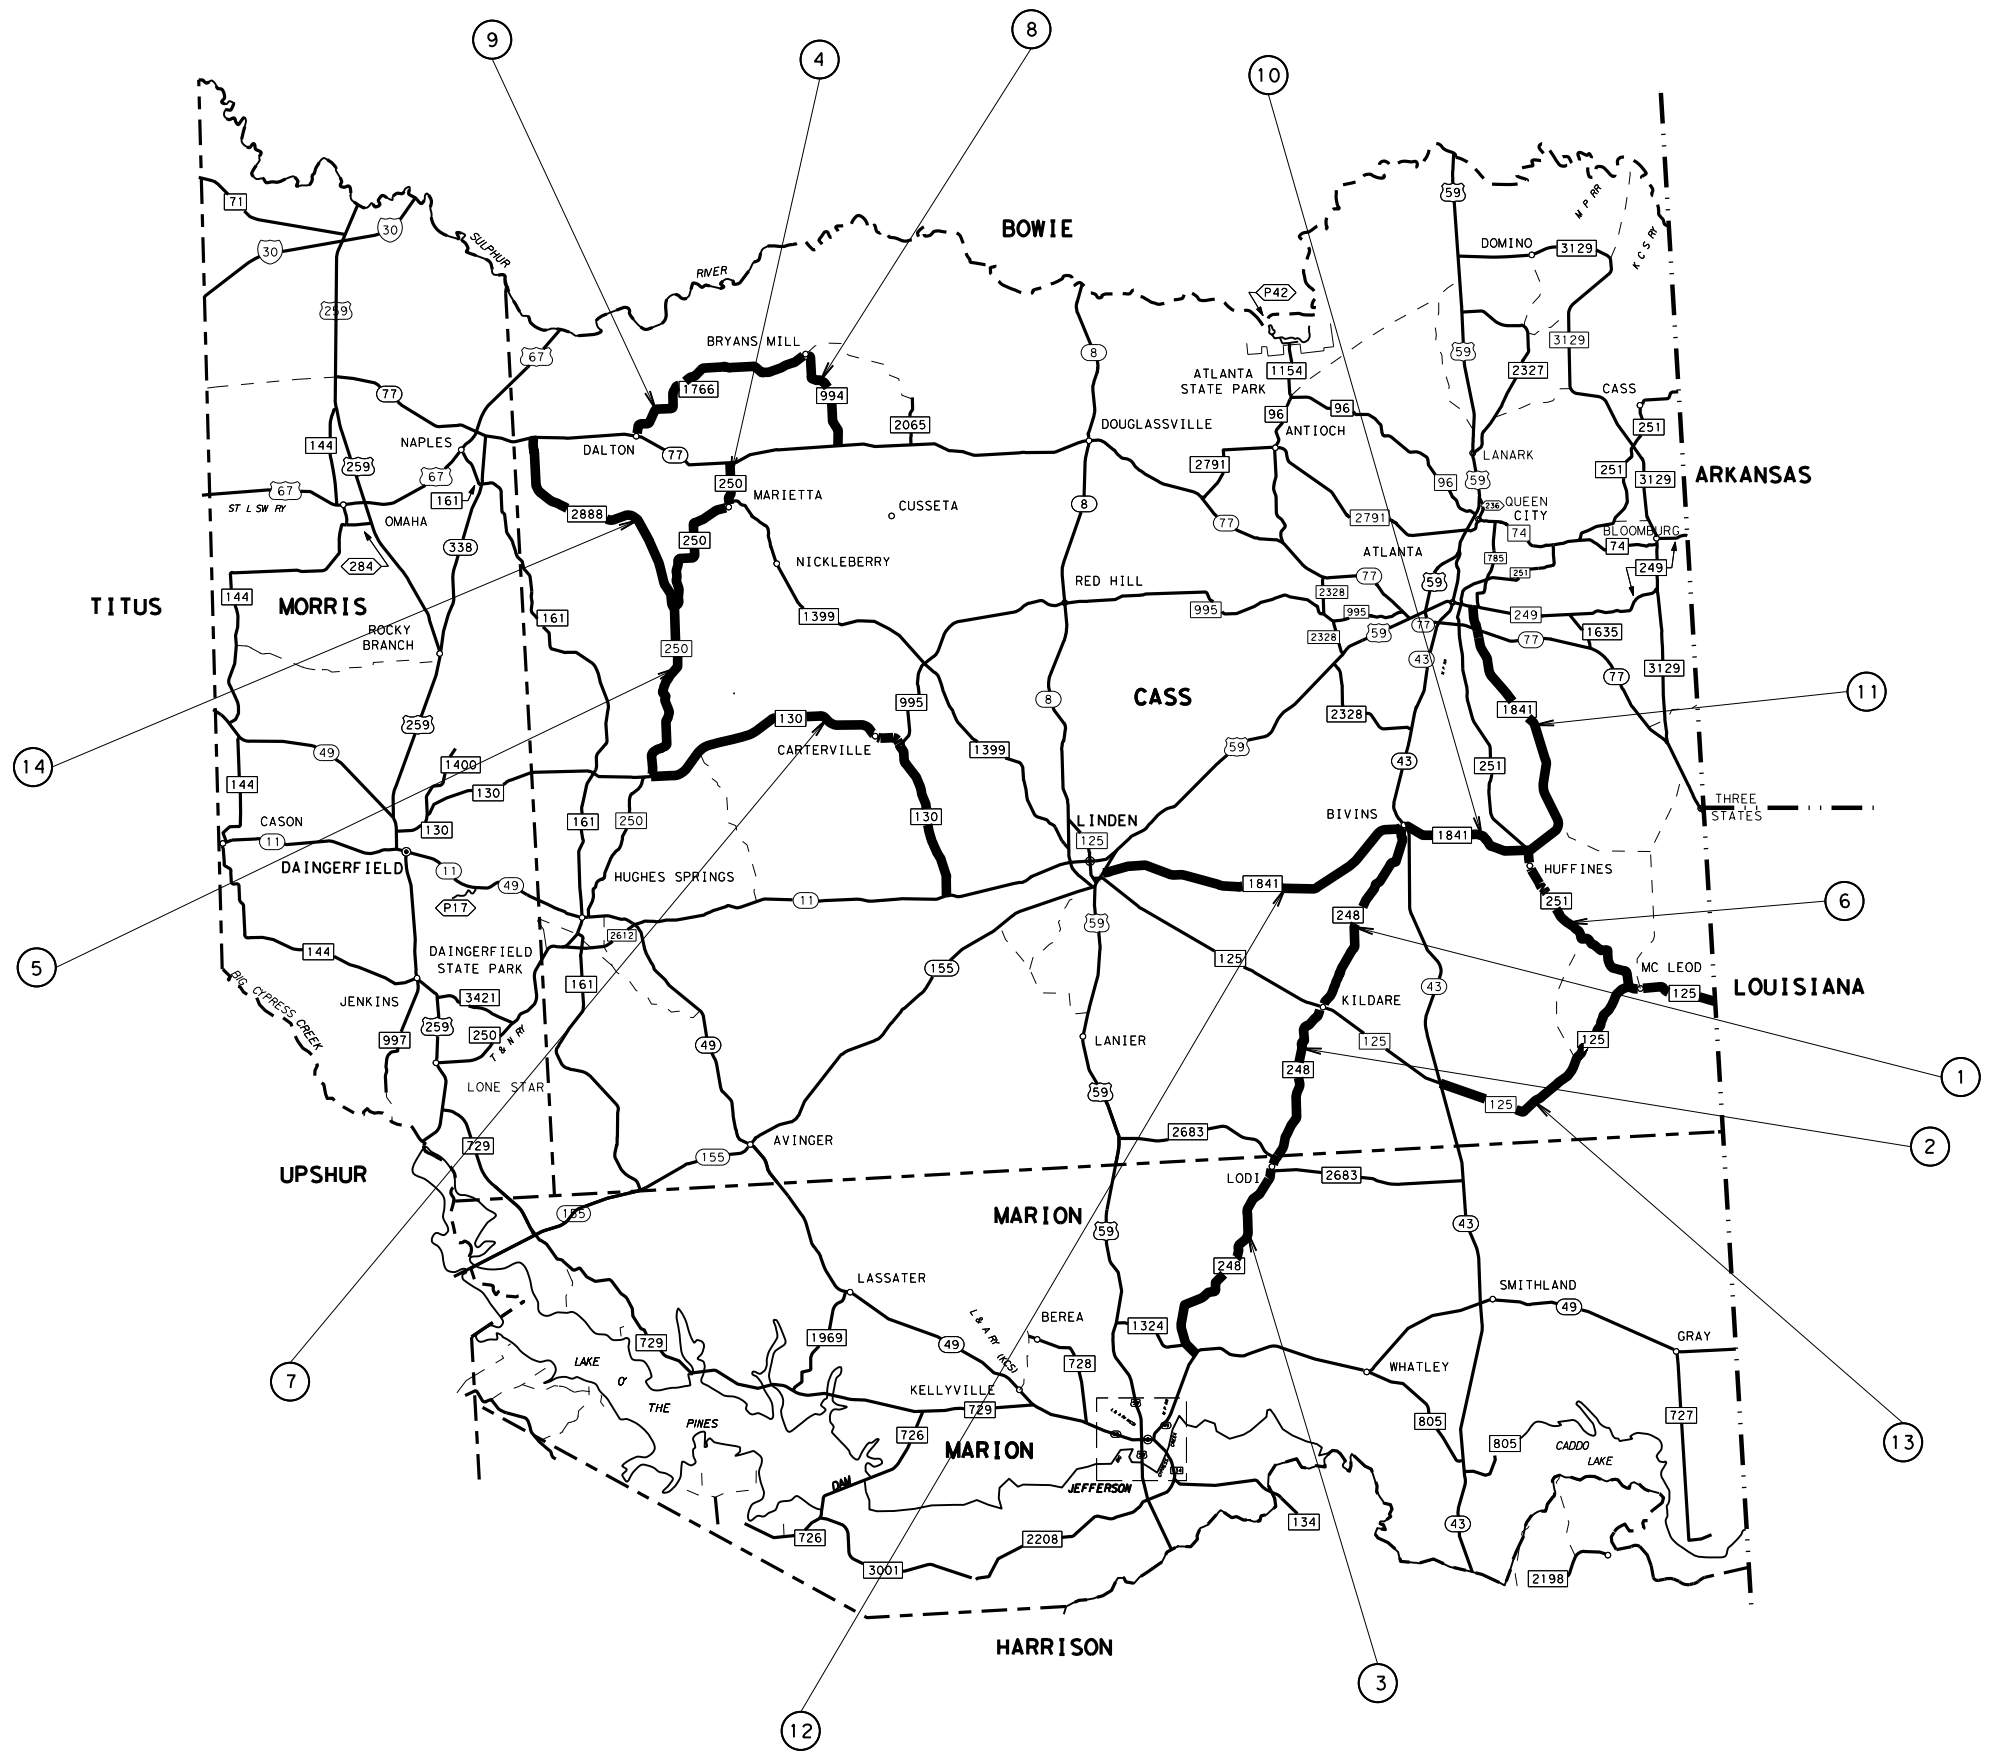 8
9
4
10
71
30
30
SULPHUR
RIVER
BOWIE
59
M P RR
K C S RY
DOMINO
3129
P42
259
67
BRYANS MILL
8
59
3129
77
1766
994
ATLANTA
STATE PARK
1154
2327
CASS
96
96
2065
144
NAPLES
DALTON
77
DOUGLASSVILLE
ANTIOCH
251
259
67
67
161
250
MARIETTA
2791
LANARK
59
96
251
3129
ARKANSAS
ST L SW RY
OMAHA
2888
CUSSETA
8
77
2791
236
QUEEN
CITY
74
BLOOMBURG
74
338
250
NICKLEBERRY
ATLANTA
785
284
251
249
RED HILL
77
59
TITUS
144
MORRIS
161
1399
995
2328
995
249
ROCKY
BRANCH
250
2328
59
77
77
1635
43
3129
77
CASS
8
995
2328
1841
11
259
130
CARTERVILLE
49
1400
1399
59
43
251
14
144
130
THREE
STATES
CASON
11
130
161
250
LINDEN
125
BIVINS
1841
DAINGERFIELD
11
49
HUGHES SPRINGS
1841
HUFFINES
P17
11
248
251
6
59
2612
144
DAINGERFIELD
STATE PARK
155
125
MC LEOD
5
BIG CYPRESS CREEK
161
43
125
LOUISIANA
JENKINS
3421
KILDARE
259
250
T & N RY
997
49
LANIER
125
125
LONE STAR
59
248
125
1
729
AVINGER
2683
2
155
UPSHUR
LODI
2683
155
MARION
59
43
248
LASSATER
SMITHLAND
L & A RY (KCS)
BEREA
49
1324
GRAY
729
1969
49
LAKE
O'
THE
PINES
728
WHATLEY
7
KELLYVILLE
729
805
727
726
MARION
805
CADDO
LAKE
13
DAM
JEFFERSON
726
2208
134
43
3001
2198
HARRISON
3
12